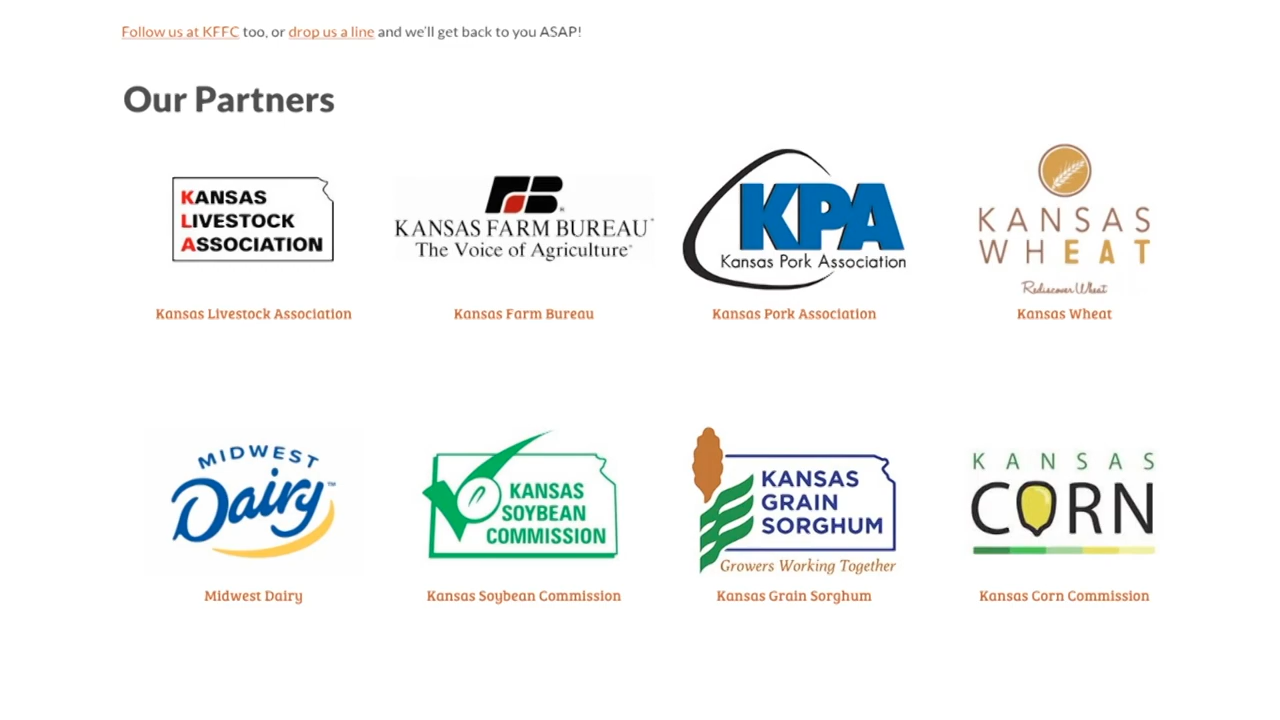 Follow us at KFFC too, or drop us a line and we'll get back to you ASAP!
Our Partners
KANSAS
LIVESTOCK
ASSOCIATION
Kansas Livestock Association
FB®
KANSAS FARM BUREAU
The Voice of Agriculture
Kansas Farm Bureau
KPA
Kansas Pork Association
Kansas Pork Association
KANSAS
WHEAT
Rediscover Wheat
Kansas Wheat
MIDWEST
Dairy™
Midwest Dairy
KANSAS
SOYBEAN
COMMISSION
Kansas Soybean Commission
KANSAS
GRAIN
SORGHUM
Growers Working Together
Kansas Grain Sorghum
KANSAS
CORN
Kansas Corn Commission